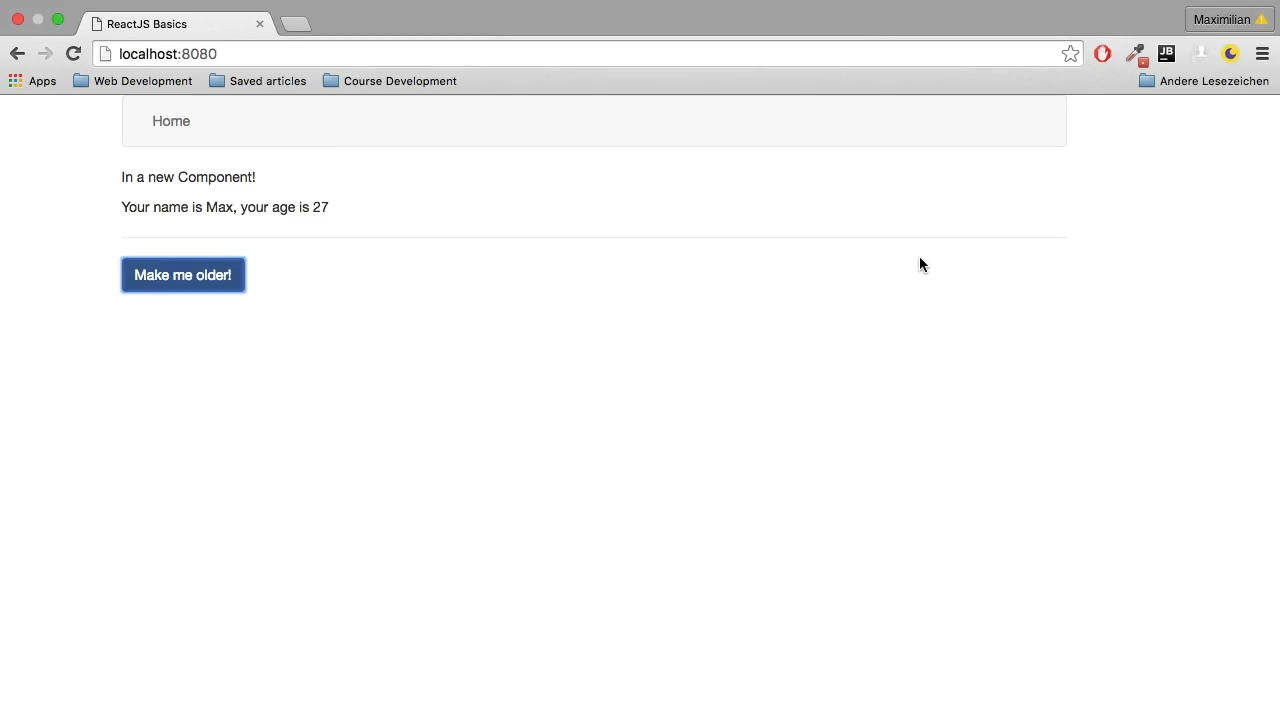 ReactJS Basics
Maximilian
localhost:8080
JB
Apps
Web Development
Saved articles
Course Development
Andere Lesezeichen
Home
In a new Component!
Your name is Max, your age is 27
Make me older!